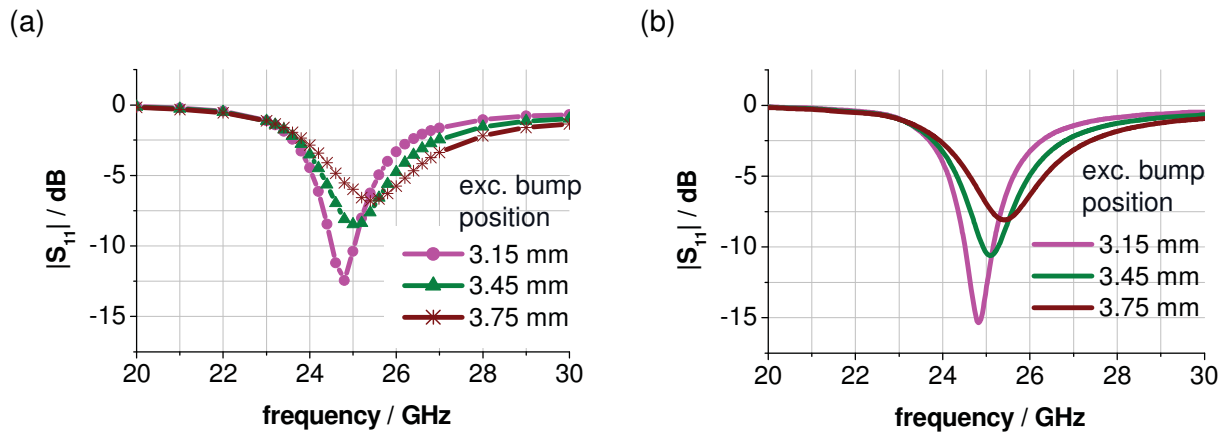 (a)
0
-5
-10
-15
|S11| / dB
20 22 24 26 28 30
frequency / GHz
exc. bump
position
3.15 mm
3.45 mm
3.75 mm
(b)
0
-5
-10
-15
|S11| / dB
20 22 24 26 28 30
frequency / GHz
exc. bump
position
3.15 mm
3.45 mm
3.75 mm